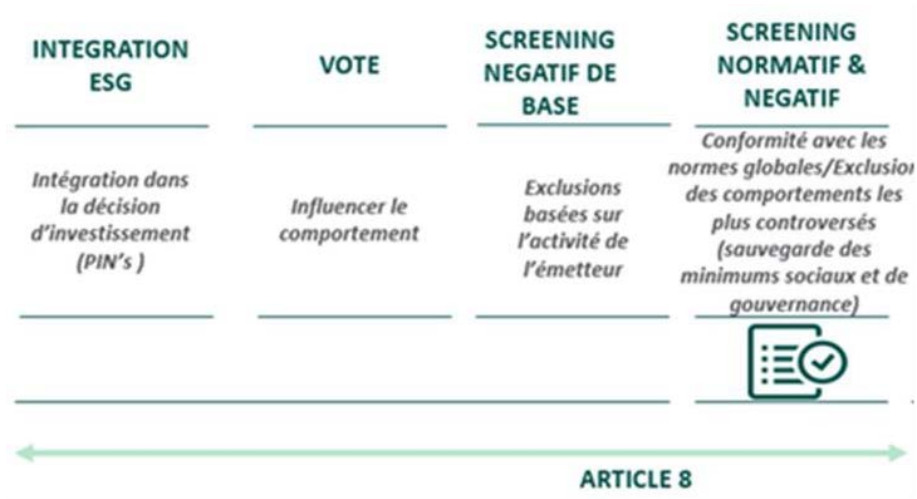 INTEGRATION
ESG
VOTE
SCREENING
NEGATIF DE
BASE
SCREENING
NORMATIF &
NEGATIF
Intégration dans
la décision
d'investissement
(PIN's )
Influencer le
comportement
Exclusions
basées sur
l'activité de
l'émetteur
Conformité avec les
normes globales/Exclusion
des comportements les
plus controversés
(sauvegarde des
minimums sociaux et de
gouvernance)
ARTICLE 8